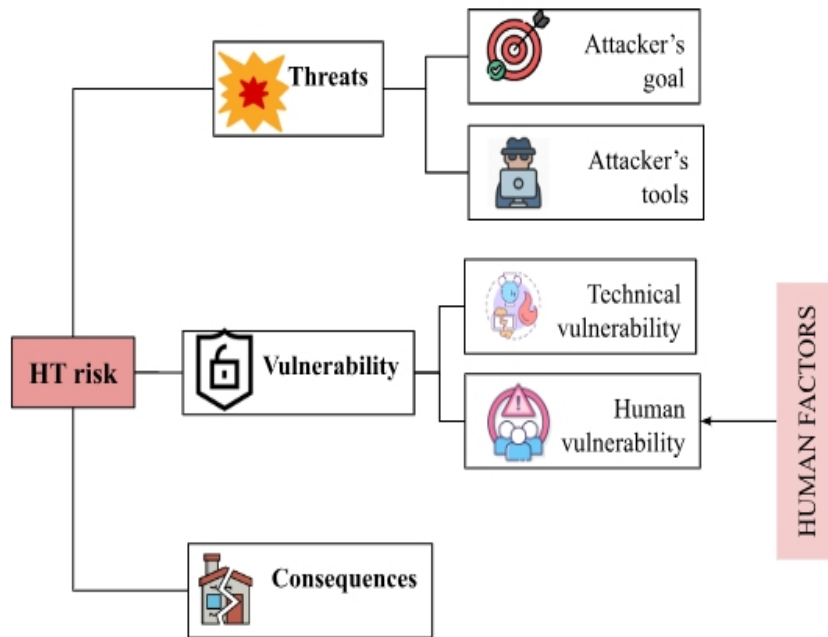 Threats
Attacker's
goal
Attacker's
tools
HT risk
Vulnerability
Technical
vulnerability
Human
vulnerability
HUMAN FACTORS
Consequences